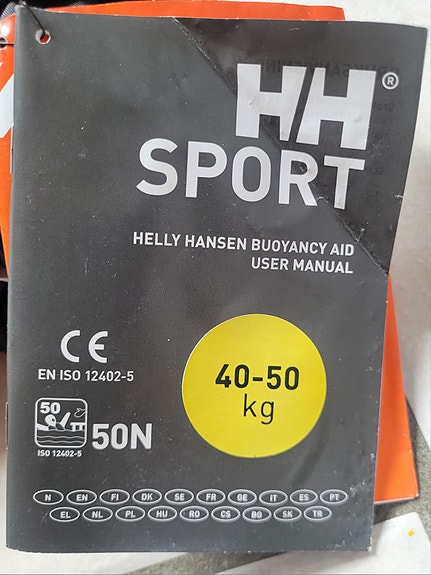 HH®
SPORT
HELLY HANSEN BUOYANCY AID
USER MANUAL
CE
EN ISO 12402-5
40-50
kg
50
50N
ISO 12402-5
N EN FI DK SE FR GE IT ES PT
EL NL PL HU RO CS BG SK TR